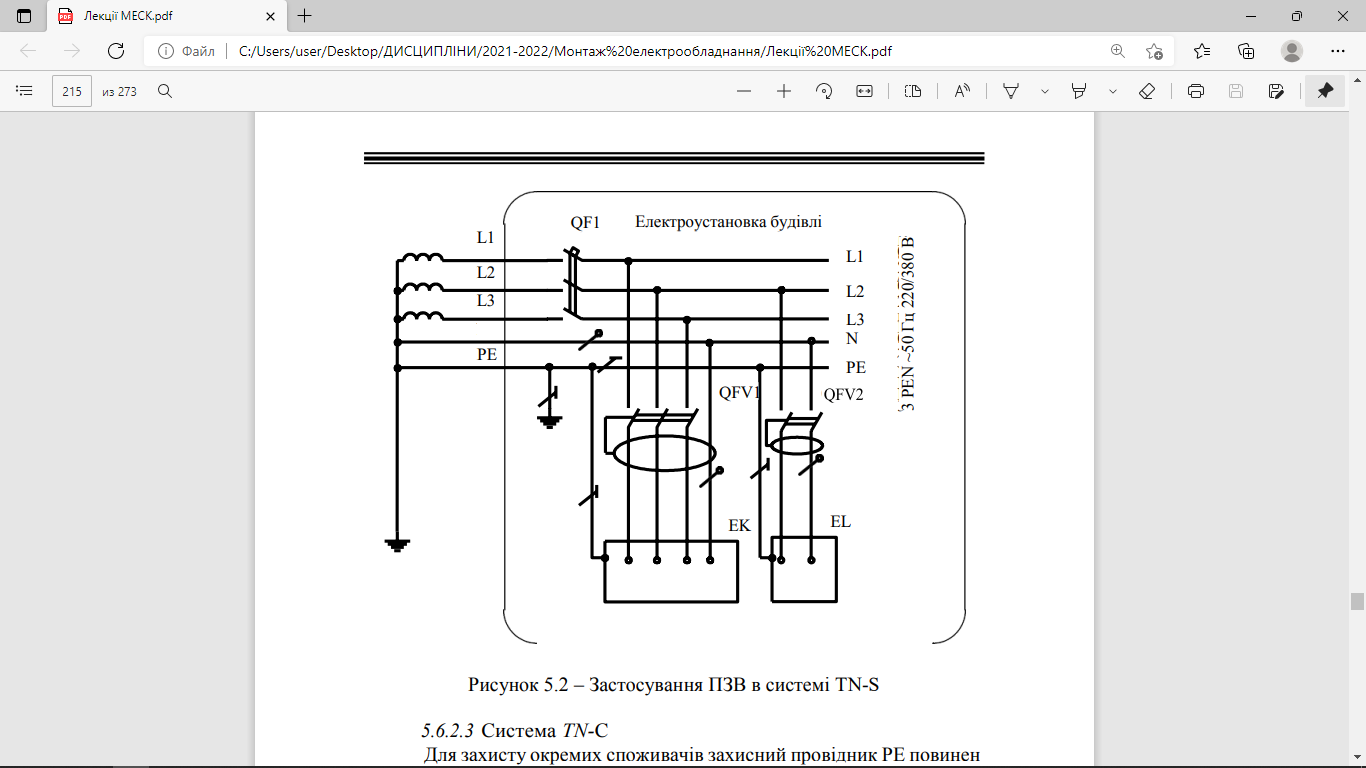 Лекції МЕСК.pdf
Файл
C:/Users/user/Desktop/ДИСЦИПЛІНИ/2021-2022/Монтаж%20електрообладнання/Лекції%20МЕСК.pdf
215
из 273
QF1
Електроустановка будівлі
L1
L2
L3
PE
L1
L2
L3
N
PE
3 PEN ~50 Гц 220/380 В
QFV1
QFV2
EK
EL
Рисунок 5.2 – Застосування ПЗВ в системі TN-S
5.6.2.3 Система TN-C
Для захисту окремих споживачів захисний провідник PE повинен